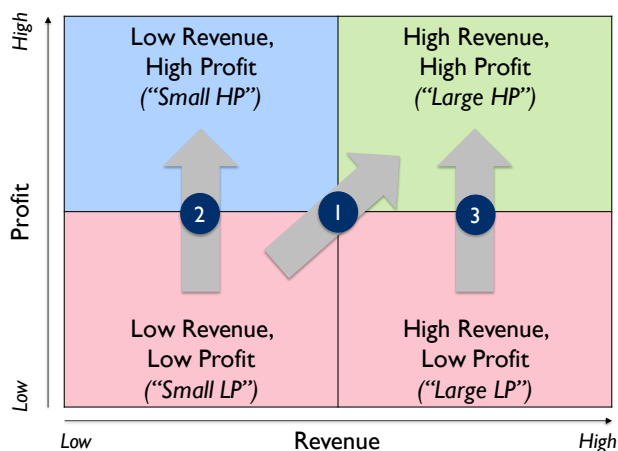 High
Low Revenue,
High Profit
(“Small HP”)
High Revenue,
High Profit
(“Large HP”)
Profit
2
1
3
Low Revenue,
Low Profit
(“Small LP”)
High Revenue,
Low Profit
(“Large LP”)
Low
Low
Revenue
High